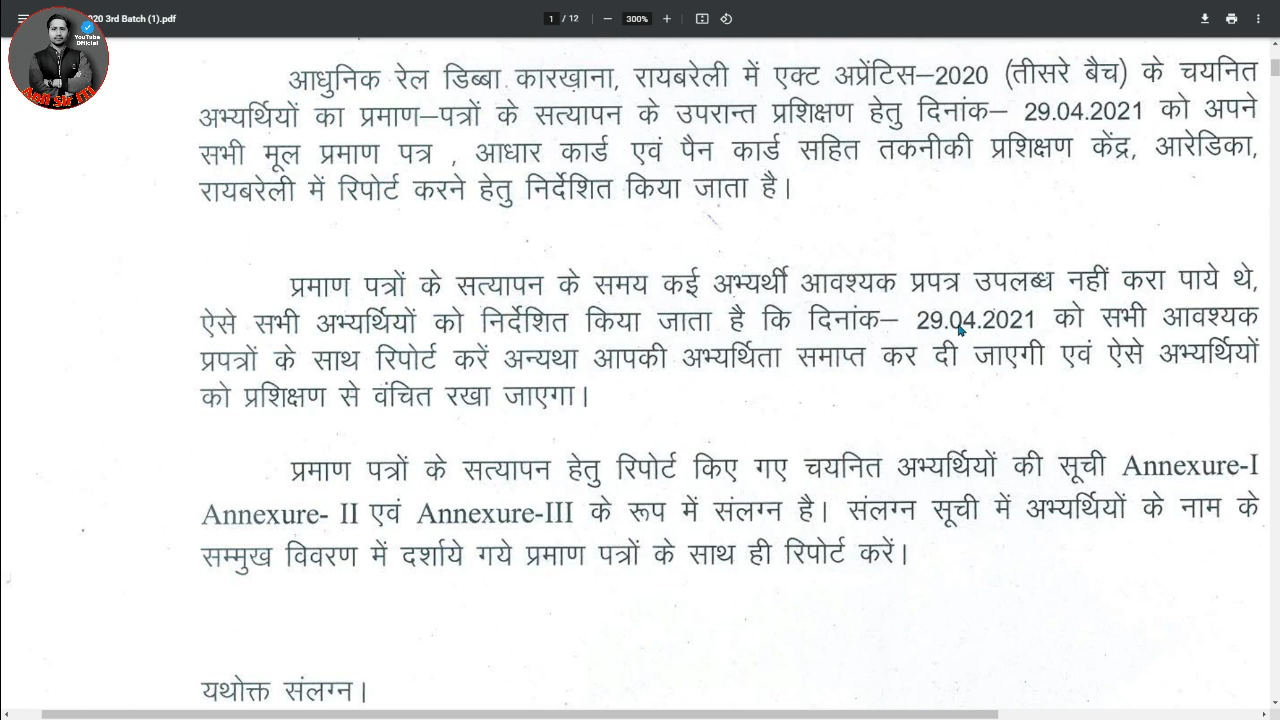 020 3rd Batch (1).pdf
1 / 12
300%
YouTube
Official
आधुनिक रेल डिब्बा कारखाना, रायबरेली में एक्ट अप्रेंटिस–2020 (तीसरे बैच) के चयनित
अभ्यर्थियों का प्रमाण–पत्रों के सत्यापन के उपरान्त प्रशिक्षण हेतु दिनांक– 29.04.2021 को अपने
सभी मूल प्रमाण पत्र , आधार कार्ड एवं पैन कार्ड सहित तकनीकी प्रशिक्षण केंद्र, आरेडिका,
रायबरेली में रिपोर्ट करने हेतु निर्देशित किया जाता है।
प्रमाण पत्रों के सत्यापन के समय कई अभ्यर्थी आवश्यक प्रपत्र उपलब्ध नहीं करा पाये थे,
ऐसे सभी अभ्यर्थियों को निर्देशित किया जाता है कि दिनांक– 29.04.2021 को सभी आवश्यक
प्रपत्रों के साथ रिपोर्ट करें अन्यथा आपकी अभ्यर्थिता समाप्त कर दी जाएगी एवं ऐसे अभ्यर्थियों
को प्रशिक्षण से वंचित रखा जाएगा।
प्रमाण पत्रों के सत्यापन हेतु रिपोर्ट किए गए चयनित अभ्यर्थियों की सूची Annexure-I
Annexure- II एवं Annexure-III के रूप में संलग्न है। संलग्न सूची में अभ्यर्थियों के नाम के
सम्मुख विवरण में दर्शाये गये प्रमाण पत्रों के साथ ही रिपोर्ट करें।
यथोक्त संलग्न।